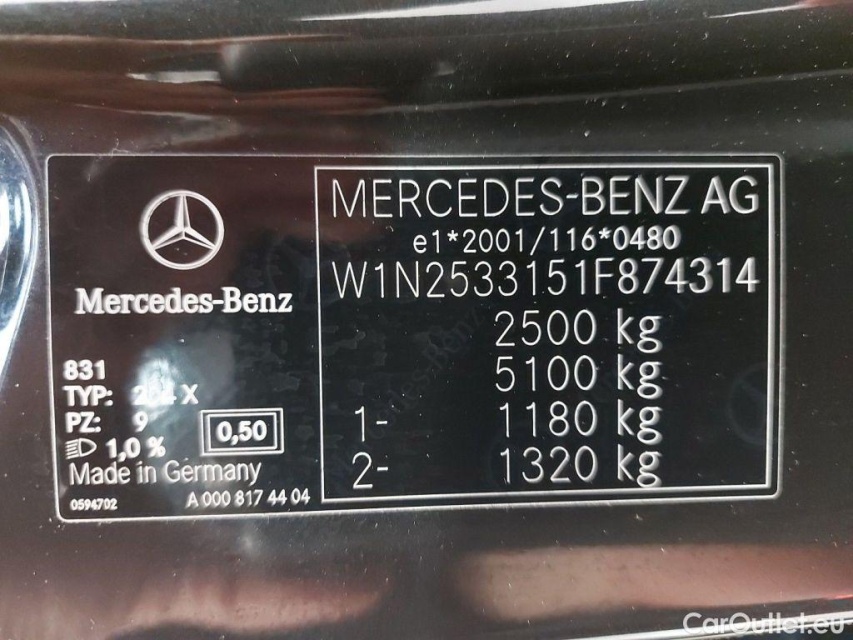 Mercedes-Benz
831
TYP: 204 X
PZ: 9
1,0 %
0,50
Made in Germany
0594702
A 000 817 44 04
MERCEDES-BENZ AG
e1*2001/116*0480
W1N2533151F874314
2500 kg
5100 kg
1- 1180 kg
2- 1320 kg
CarOutlet.eu